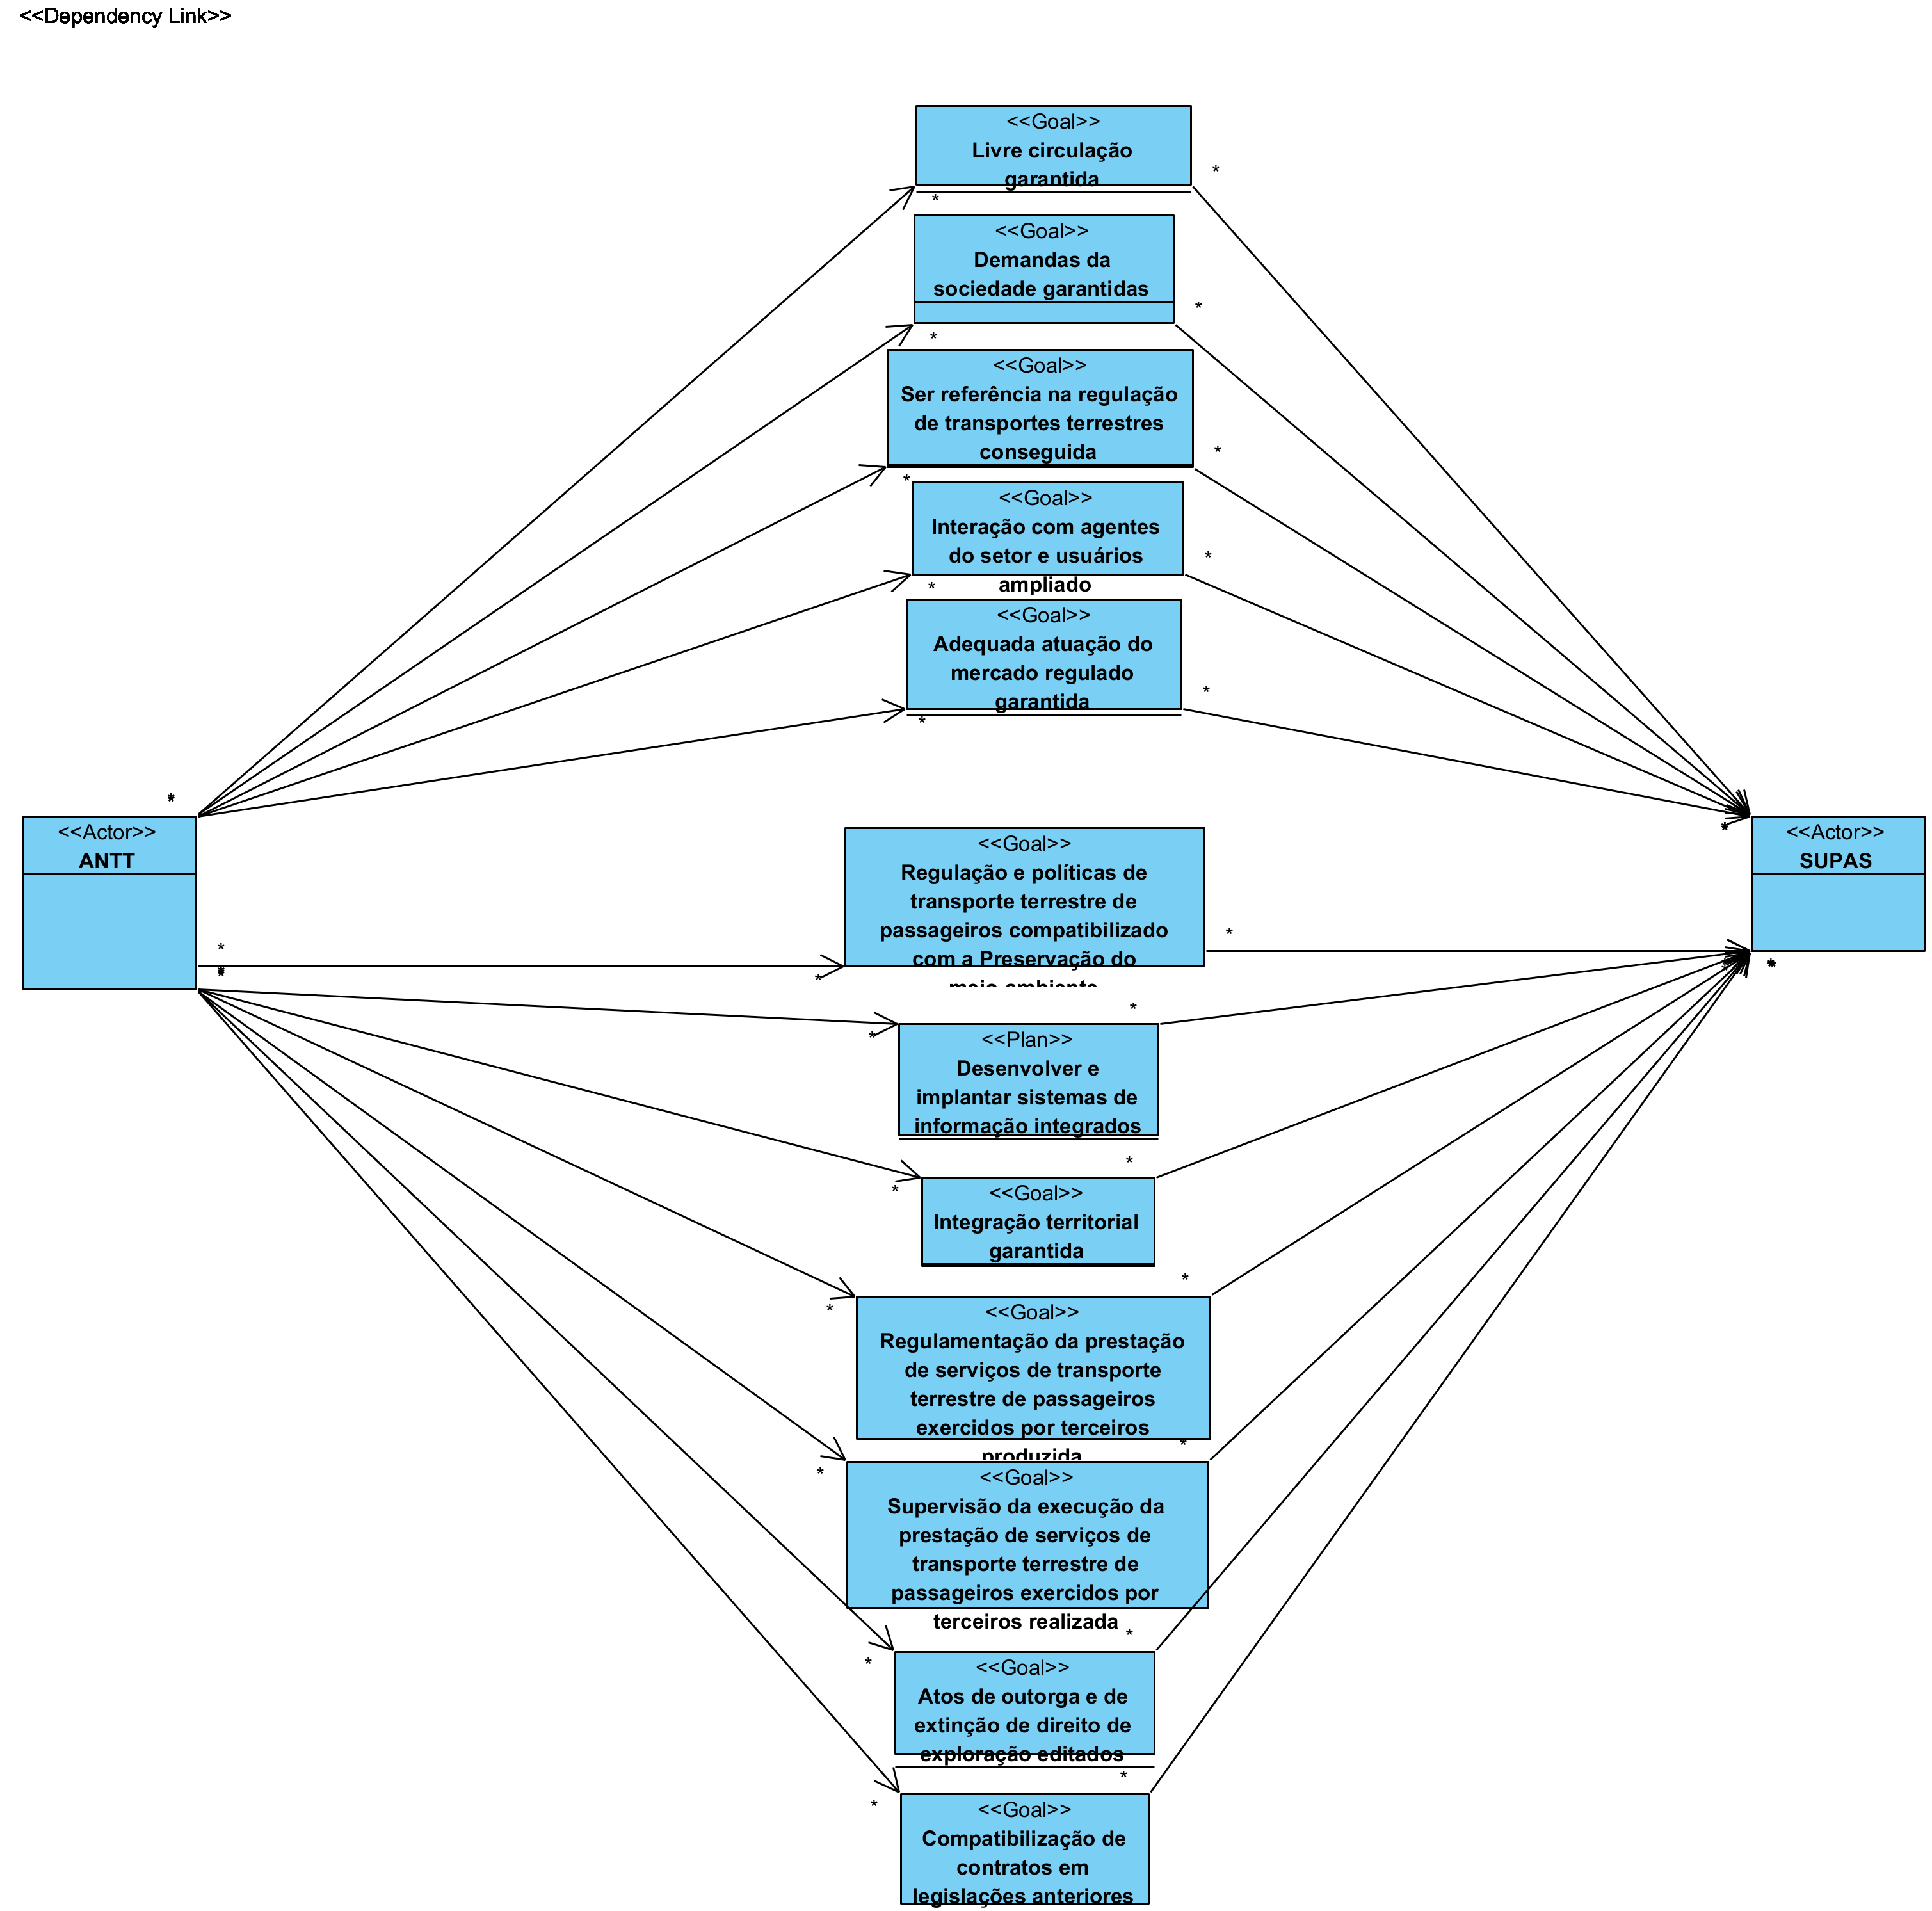 <<Dependency Link>>
<<Goal>>
Livre circulação
garantida
*
*
<<Goal>>
Demandas da
sociedade garantidas
*
*
<<Goal>>
Ser referência na regulação
de transportes terrestres
conseguida
*
*
<<Goal>>
Interação com agentes
do setor e usuários
ampliado
*
*
<<Goal>>
Adequada atuação do
mercado regulado
garantida
*
*
*
<<Actor>>
ANTT
*
*
<<Actor>>
SUPAS
*
*
*
<<Goal>>
Regulação e políticas de
transporte terrestre de
passageiros compatibilizado
com a Preservação do
meio ambiente
*
*
<<Plan>>
Desenvolver e
implantar sistemas de
informação integrados
*
*
<<Goal>>
Integração territorial
garantida
*
*
<<Goal>>
Regulamentação da prestação
de serviços de transporte
terrestre de passageiros
exercidos por terceiros
produzida
*
*
<<Goal>>
Supervisão da execução da
prestação de serviços de
transporte terrestre de
passageiros exercidos por
terceiros realizada
*
*
<<Goal>>
Atos de outorga e de
extinção de direito de
exploração editados
*
*
<<Goal>>
Compatibilização de
contratos em
legislações anteriores
*
*